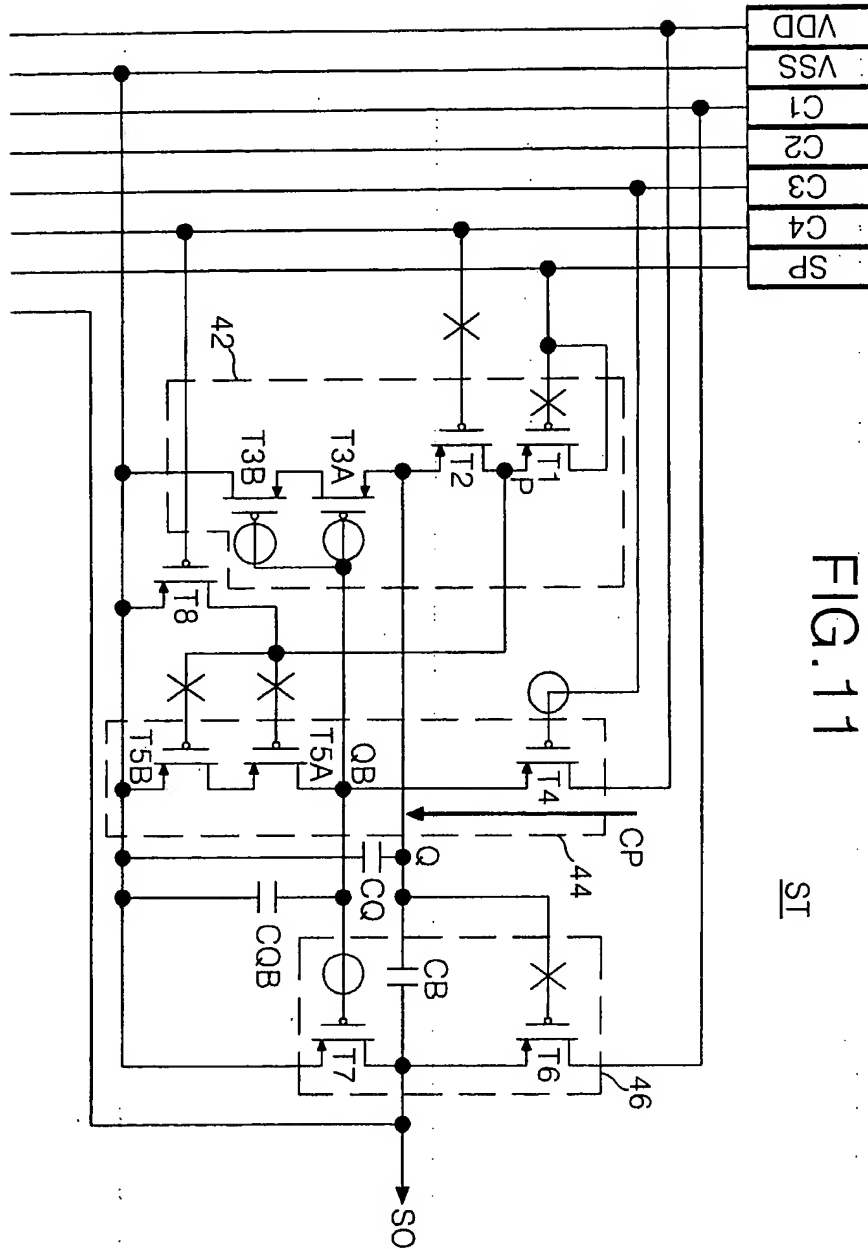 FIG.11
ST
VDD
VSS
C1
C2
C3
C4
SP
42
T1
P
T2
T3A
T3B
T8
T4
QB
T5A
T5B
44
CP
Q
CQ
CQB
CB
46
T6
T7
SO